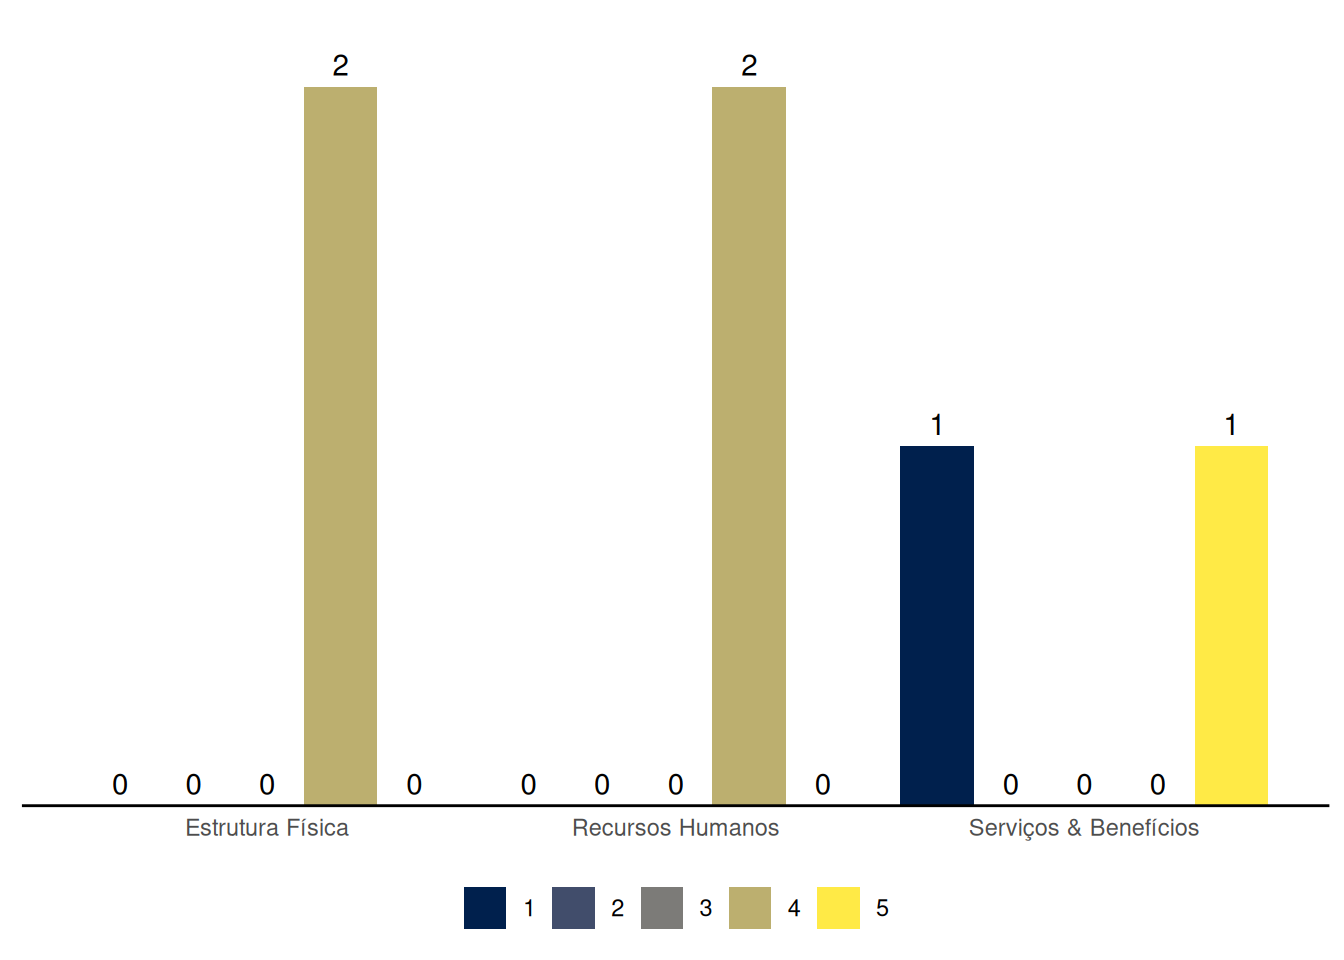 2 2
1 1
0 0 0 0 0 0 0 0 0 0 0
Estrutura Física Recursos Humanos Serviços & Benefícios
1 2 3 4 5